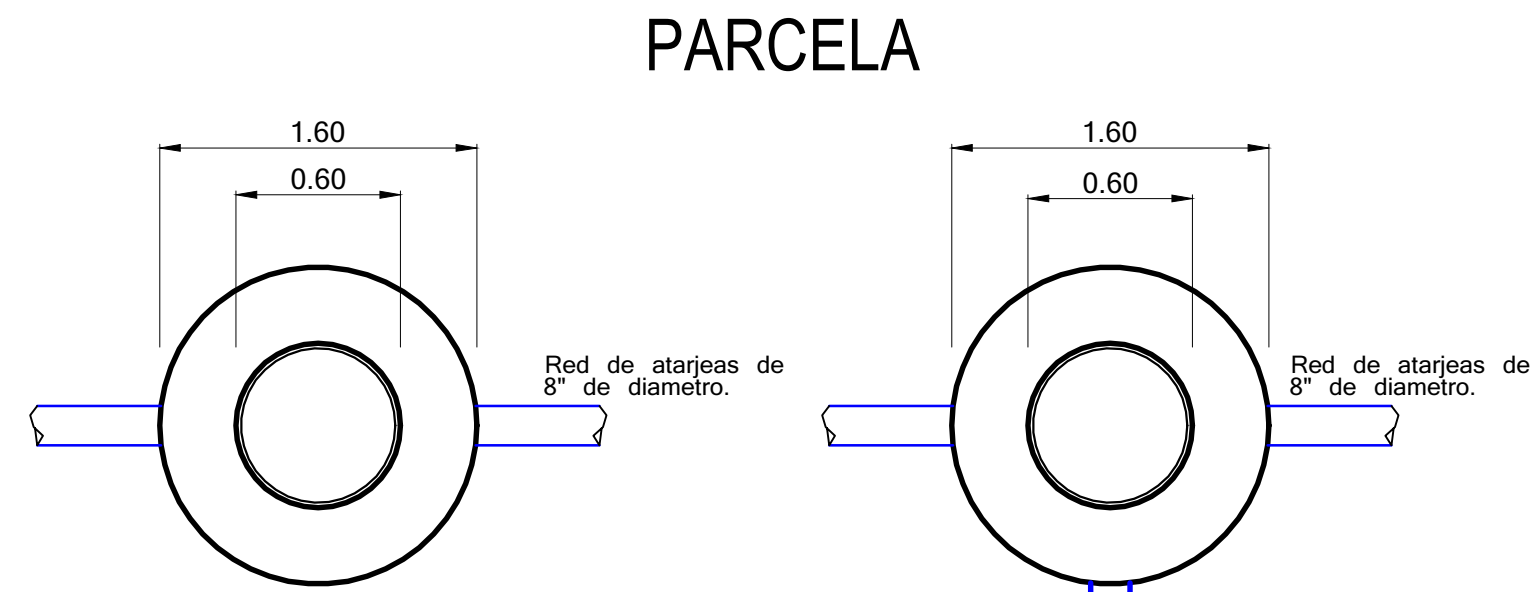 PARCELA
1.60
0.60
1.60
0.60
Red de atarjeas de
8" de diametro.
Red de atarjeas de
8" de diametro.